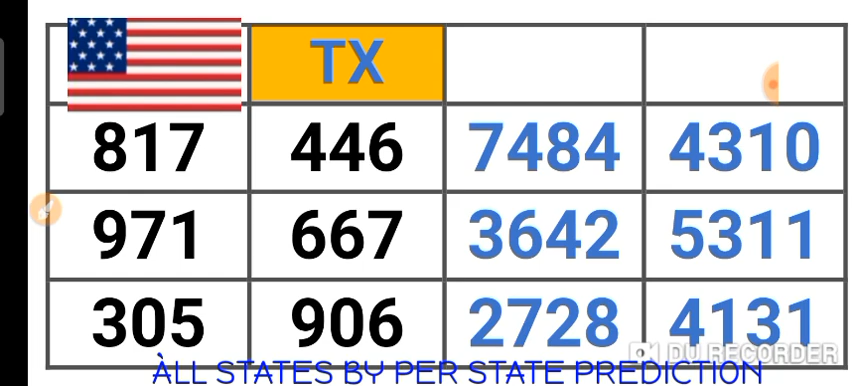 TX
817 446 7484 4310
971 667 3642 5311
305 906 2728 4131
DU RECORDER
ÀLL STATES BY PER STATE PREDICTION